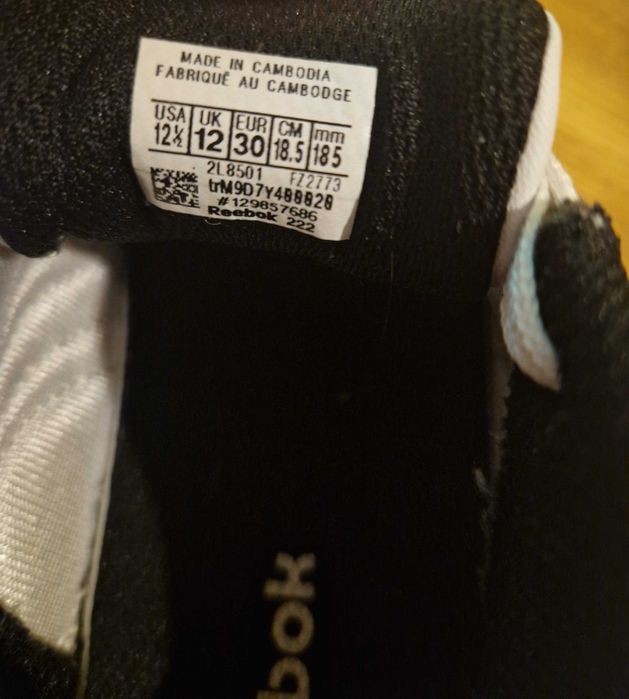 MADE IN CAMBODIA
FABRIQUÉ AU CAMBODGE
USA UK EUR CM mm
12½ 12 30 18.5 185
2L8501 FZ2773
trM9D7Y488828
#129857686
Reebok 222
bok